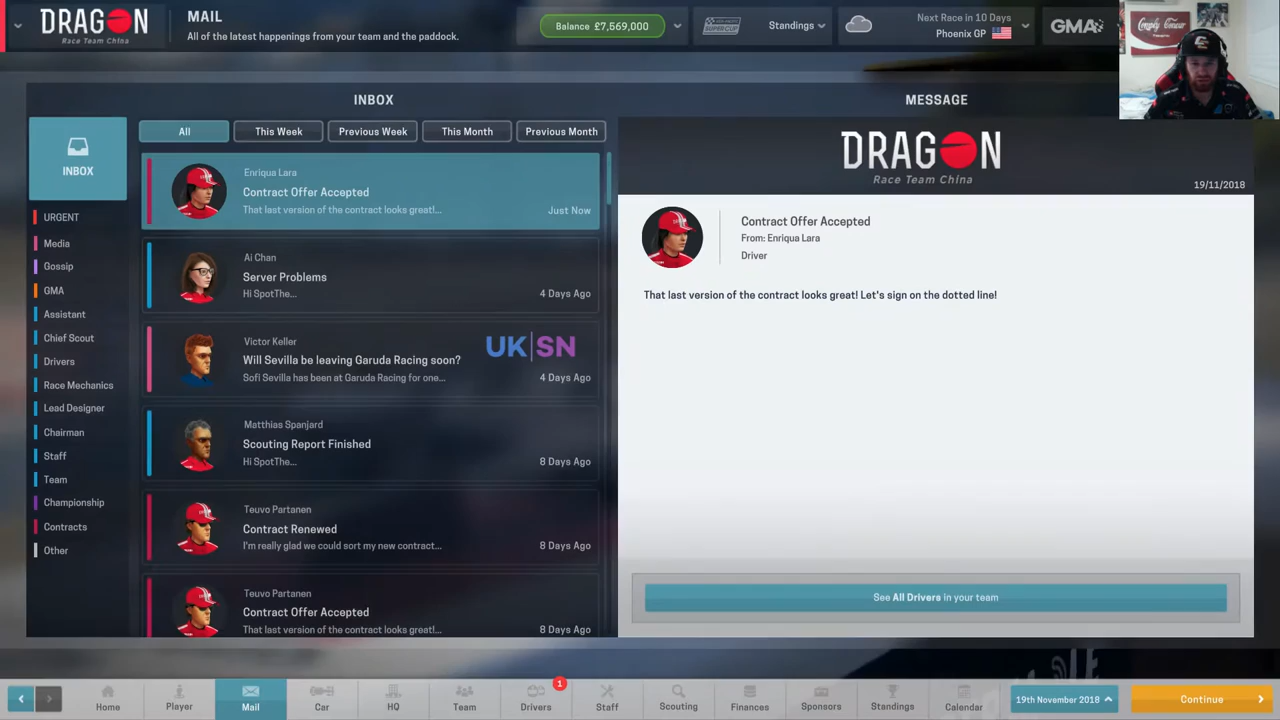 DRAGON
Race Team China
MAIL
All of the latest happenings from your team and the paddock.
Balance £7,569,000
Standings
Next Race in 10 Days
Phoenix GP
GMA
INBOX
MESSAGE
INBOX
URGENT
Media
Gossip
GMA
Assistant
Chief Scout
Drivers
Race Mechanics
Lead Designer
Chairman
Staff
Team
Championship
Contracts
Other
All
This Week
Previous Week
This Month
Previous Month
Enriqua Lara
Contract Offer Accepted
That last version of the contract looks great!...
Just Now
Ai Chan
Server Problems
Hi SpotThe...
4 Days Ago
Victor Keller
Will Sevilla be leaving Garuda Racing soon?
Sofi Sevilla has been at Garuda Racing for one...
4 Days Ago
UK|SN
Matthias Spanjard
Scouting Report Finished
Hi SpotThe...
8 Days Ago
Teuvo Partanen
Contract Renewed
I'm really glad we could sort my new contract...
8 Days Ago
Teuvo Partanen
Contract Offer Accepted
That last version of the contract looks great!...
8 Days Ago
DRAGON
Race Team China
19/11/2018
Contract Offer Accepted
From: Enriqua Lara
Driver
That last version of the contract looks great! Let's sign on the dotted line!
See All Drivers in your team
Home
Player
Mail
Car
HQ
Team
1
Drivers
Staff
Scouting
Finances
Sponsors
Standings
Calendar
19th November 2018
Continue